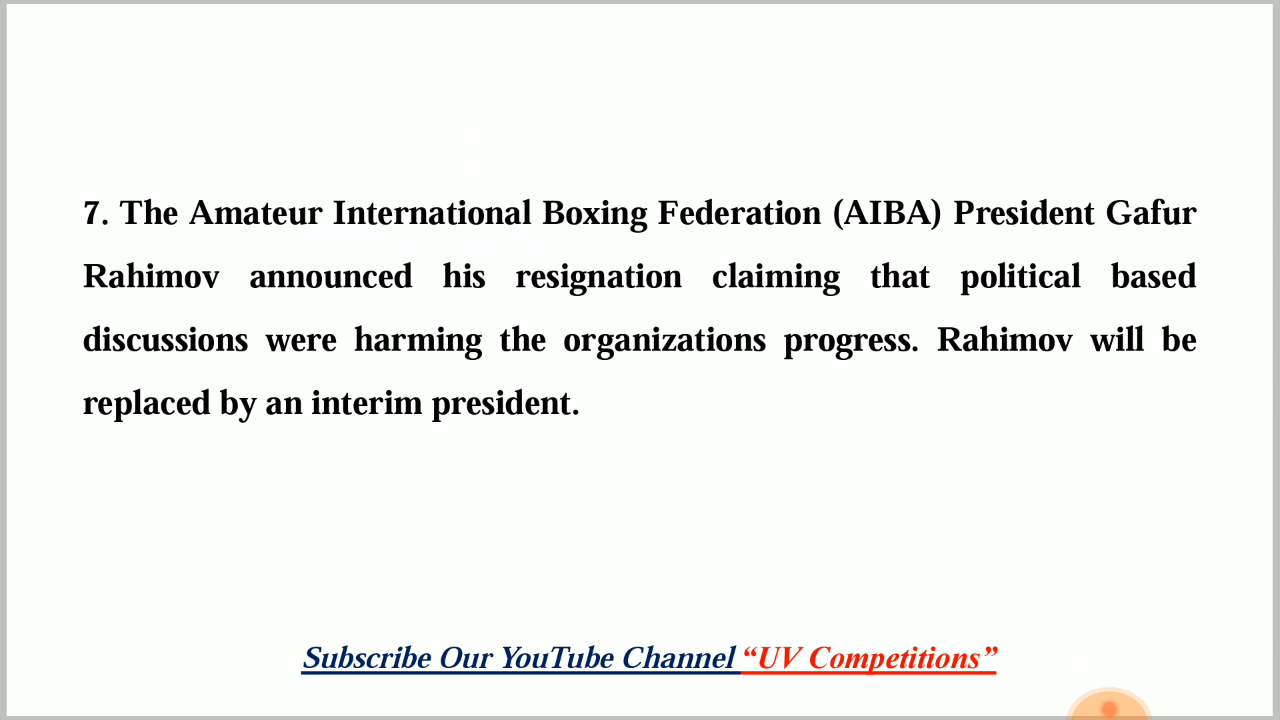 7. The Amateur International Boxing Federation (AIBA) President Gafur
Rahimov announced his resignation claiming that political based
discussions were harming the organizations progress. Rahimov will be
replaced by an interim president.
Subscribe Our YouTube Channel “UV Competitions”